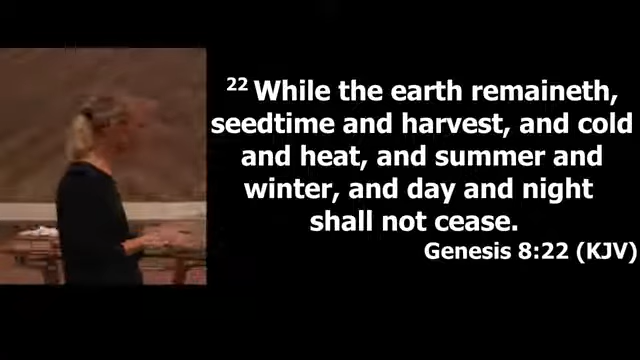 22 While the earth remaineth,
seedtime and harvest, and cold
and heat, and summer and
winter, and day and night
shall not cease.
Genesis 8:22 (KJV)